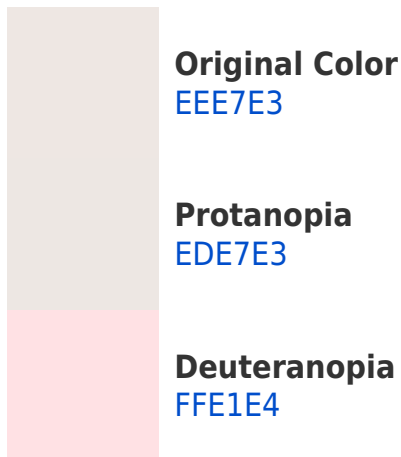 Original Color
EEE7E3
Protanopia
EDE7E3
Deuteranopia
FFE1E4